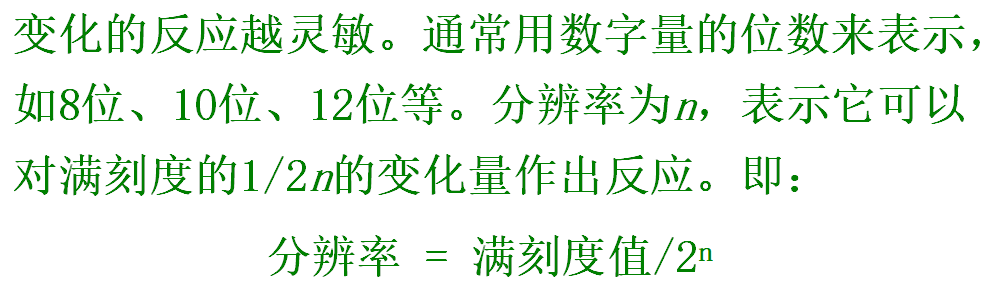 变化的反应越灵敏。通常用数字量的位数来表示，
如8位、10位、12位等。分辨率为n，表示它可以
对满刻度的1/2n的变化量作出反应。即：
分辨率 = 满刻度值/2ⁿ